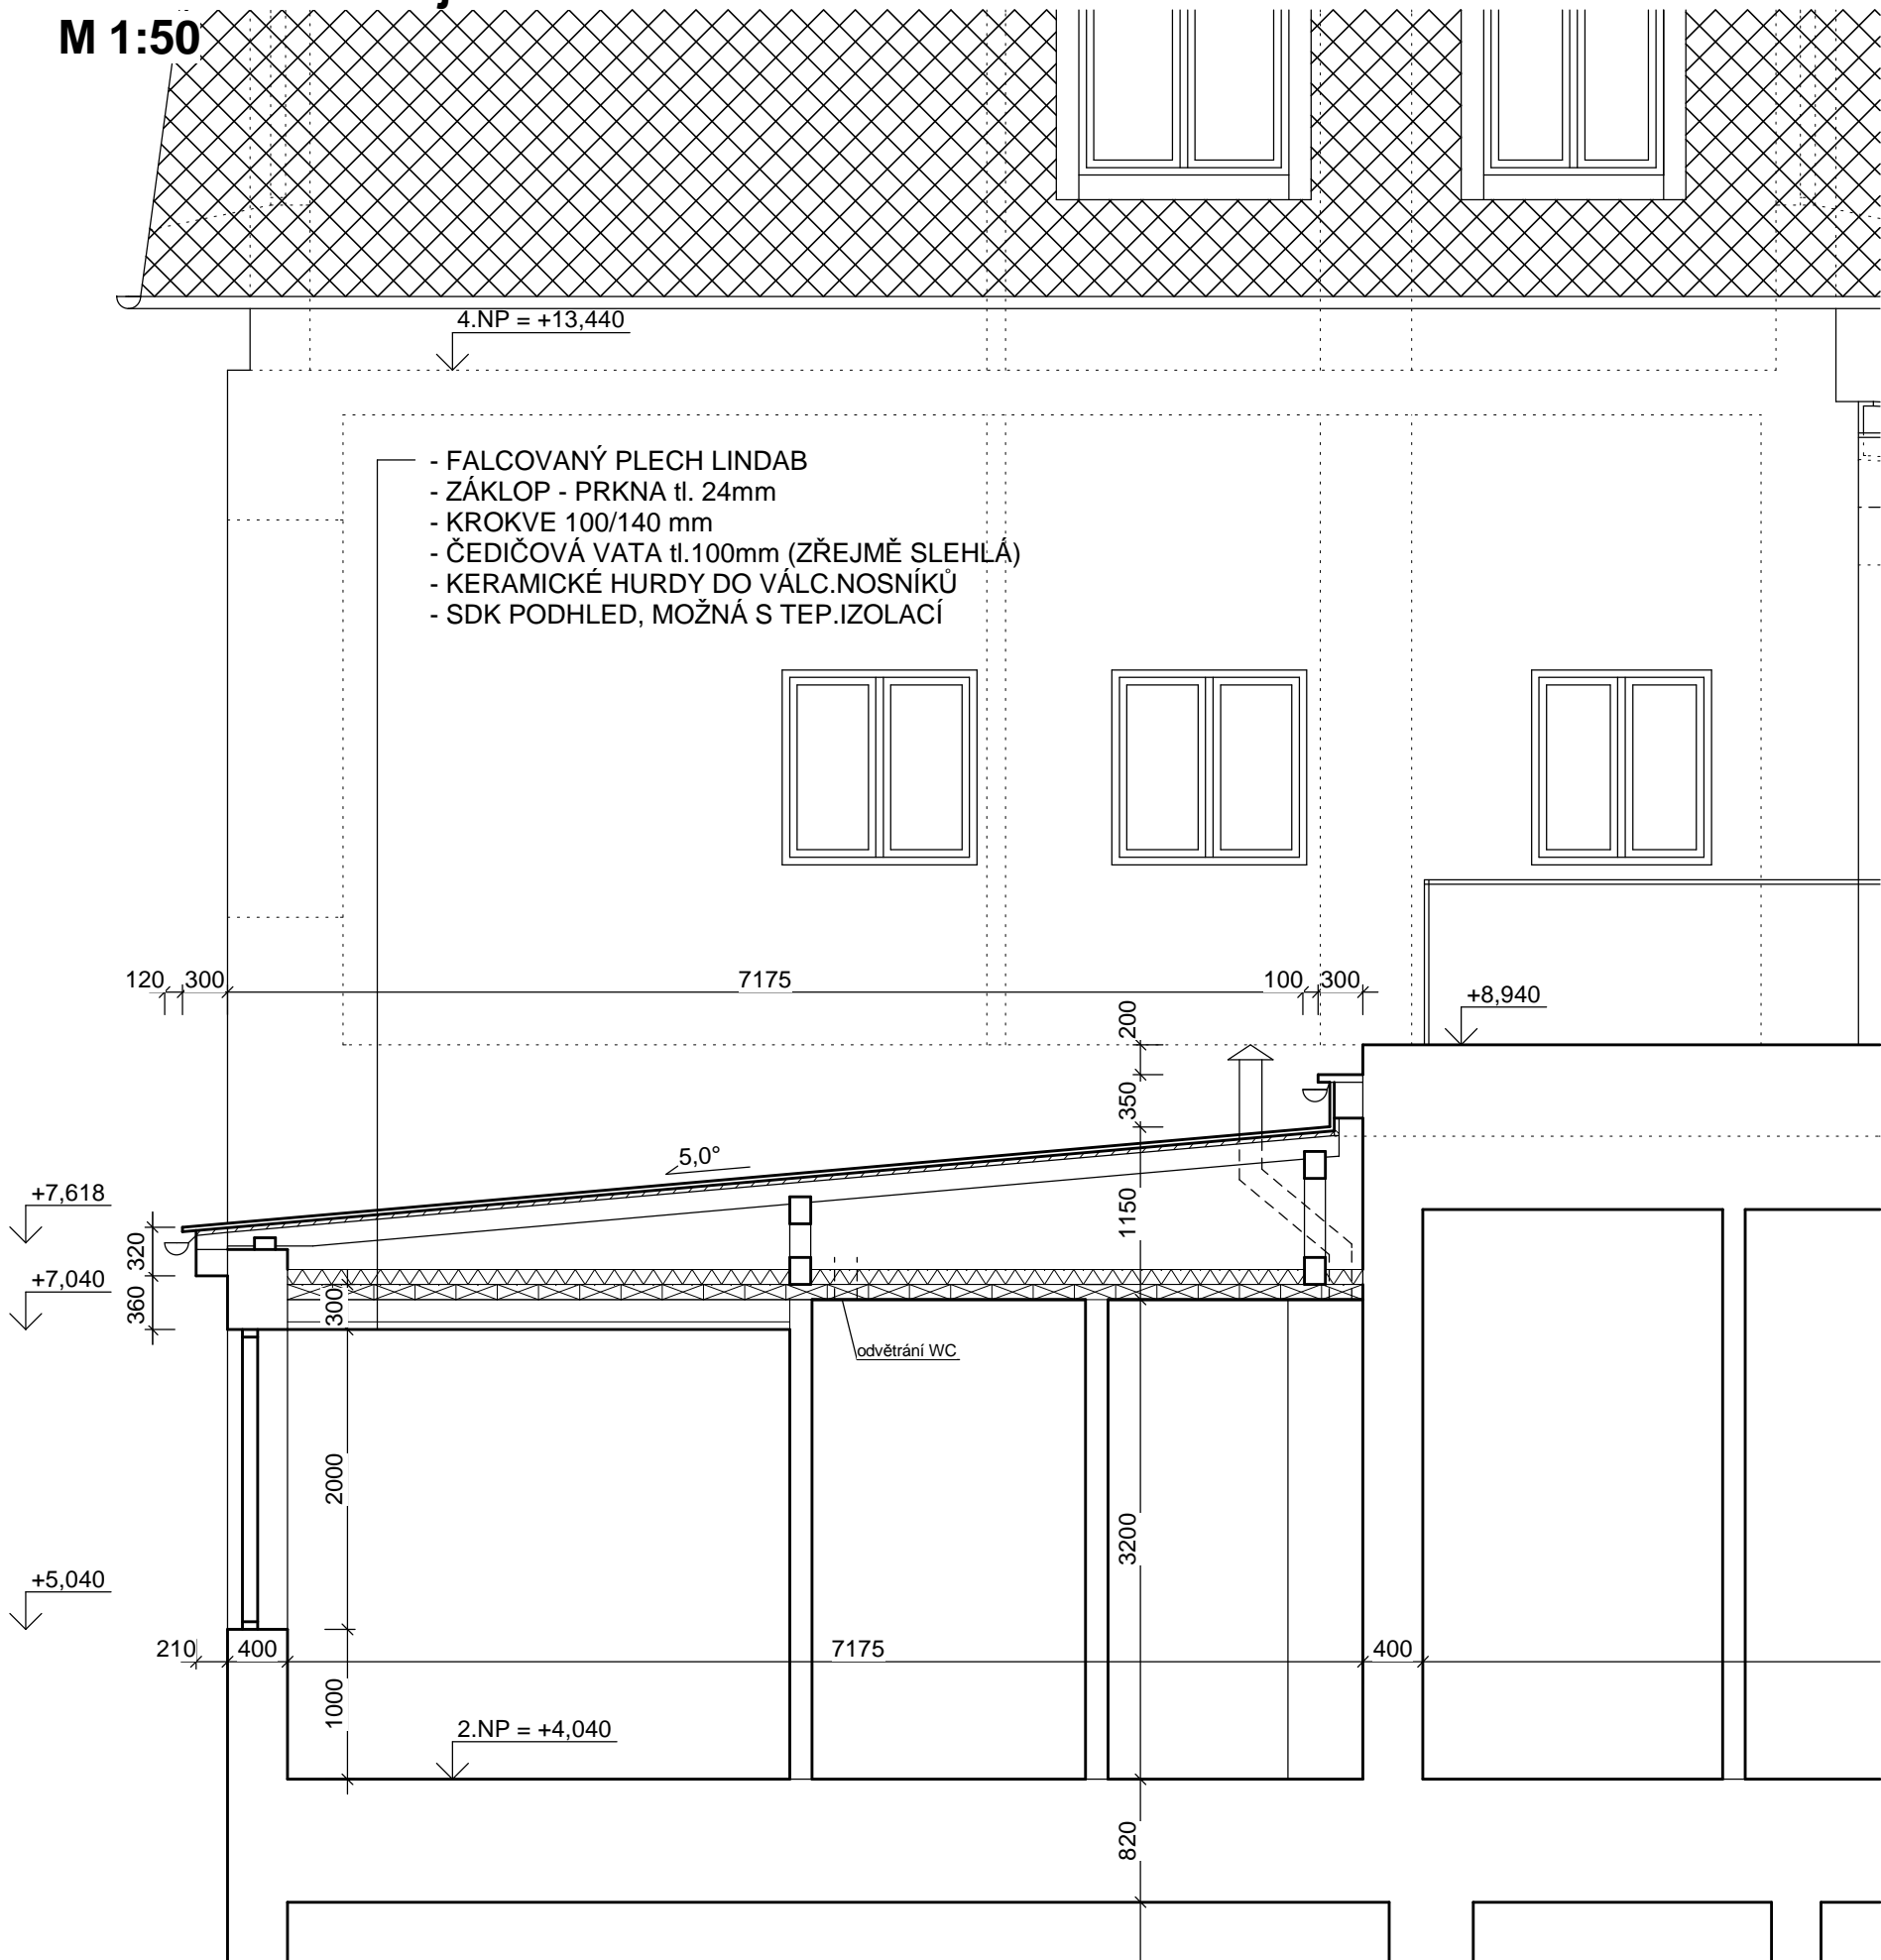 M 1:50
4.NP = +13,440
- FALCOVANÝ PLECH LINDAB
- ZÁKLOP - PRKNA tl. 24mm
- KROKVE 100/140 mm
- ČEDIČOVÁ VATA tl.100mm (ZŘEJMĚ SLEHLÁ)
- KERAMICKÉ HURDY DO VÁLC.NOSNÍKŮ
- SDK PODHLED, MOŽNÁ S TEP.IZOLACÍ
120 300 7175 100 300
+8,940
200
350
5,0°
1150
+7,618
320
+7,040
360
300
odvětrání WC
2000
3200
+5,040
210 400 7175 400
1000
2.NP = +4,040
820